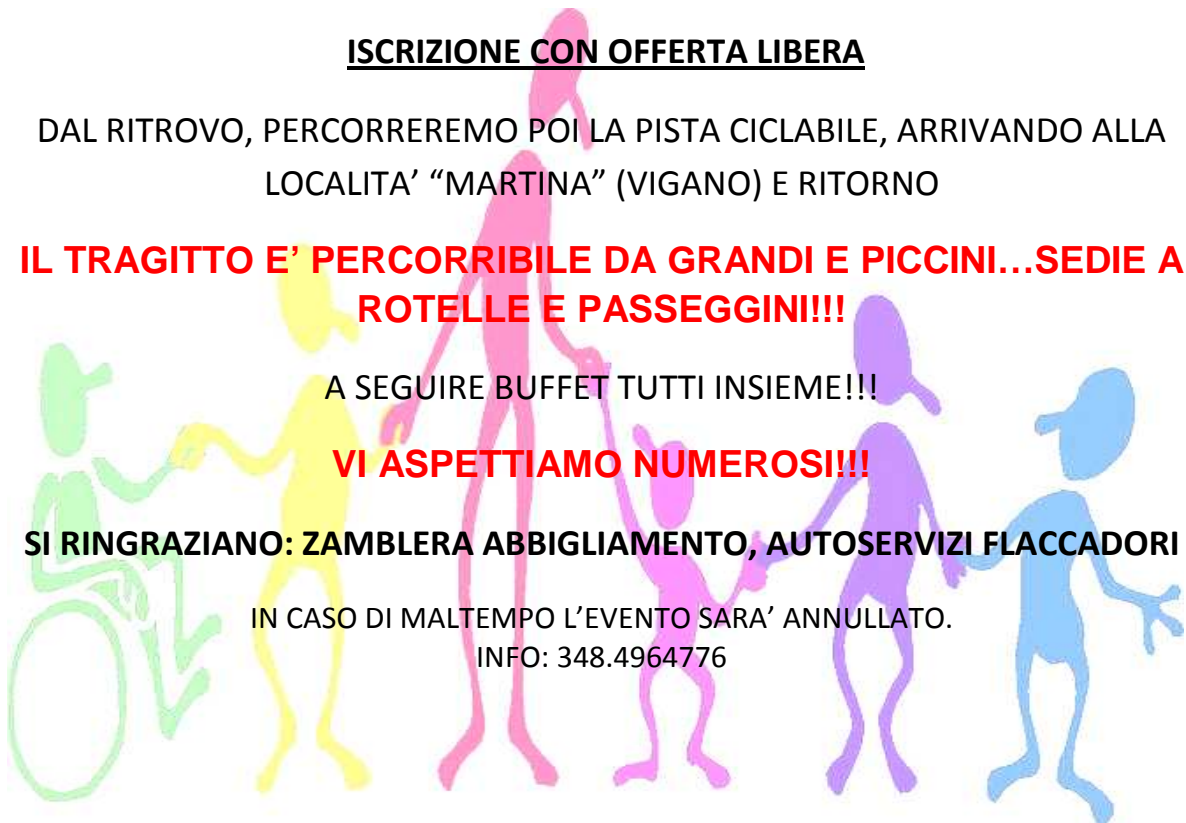 ISCRIZIONE CON OFFERTA LIBERA
DAL RITROVO, PERCORREREMO POI LA PISTA CICLABILE, ARRIVANDO ALLA
LOCALITA’ “MARTINA” (VIGANO) E RITORNO
IL TRAGITTO E’ PERCORRIBILE DA GRANDI E PICCINI…SEDIE A
ROTELLE E PASSEGGINI!!!
A SEGUIRE BUFFET TUTTI INSIEME!!!
VI ASPETTIAMO NUMEROSI!!!
SI RINGRAZIANO: ZAMBLERA ABBIGLIAMENTO, AUTOSERVIZI FLACCADORI
IN CASO DI MALTEMPO L’EVENTO SARA’ ANNULLATO.
INFO: 348.4964776